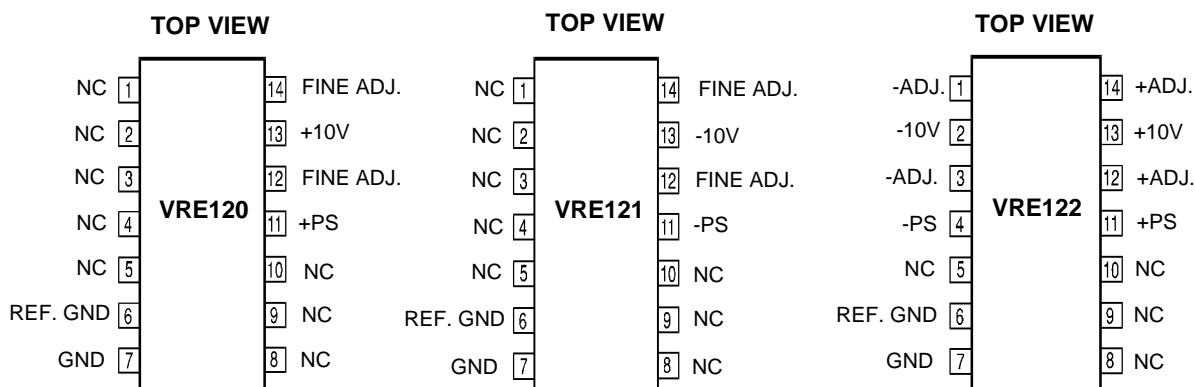 TOP VIEW
NC 1 14 FINE ADJ.
NC 2 13 +10V
NC 3 12 FINE ADJ.
VRE120
NC 4 11 +PS
NC 5 10 NC
REF. GND 6 9 NC
GND 7 8 NC
TOP VIEW
NC 1 14 FINE ADJ.
NC 2 13 -10V
NC 3 12 FINE ADJ.
VRE121
NC 4 11 -PS
NC 5 10 NC
REF. GND 6 9 NC
GND 7 8 NC
TOP VIEW
-ADJ. 1 14 +ADJ.
-10V 2 13 +10V
-ADJ. 3 12 +ADJ.
VRE122
-PS 4 11 +PS
NC 5 10 NC
REF. GND 6 9 NC
GND 7 8 NC